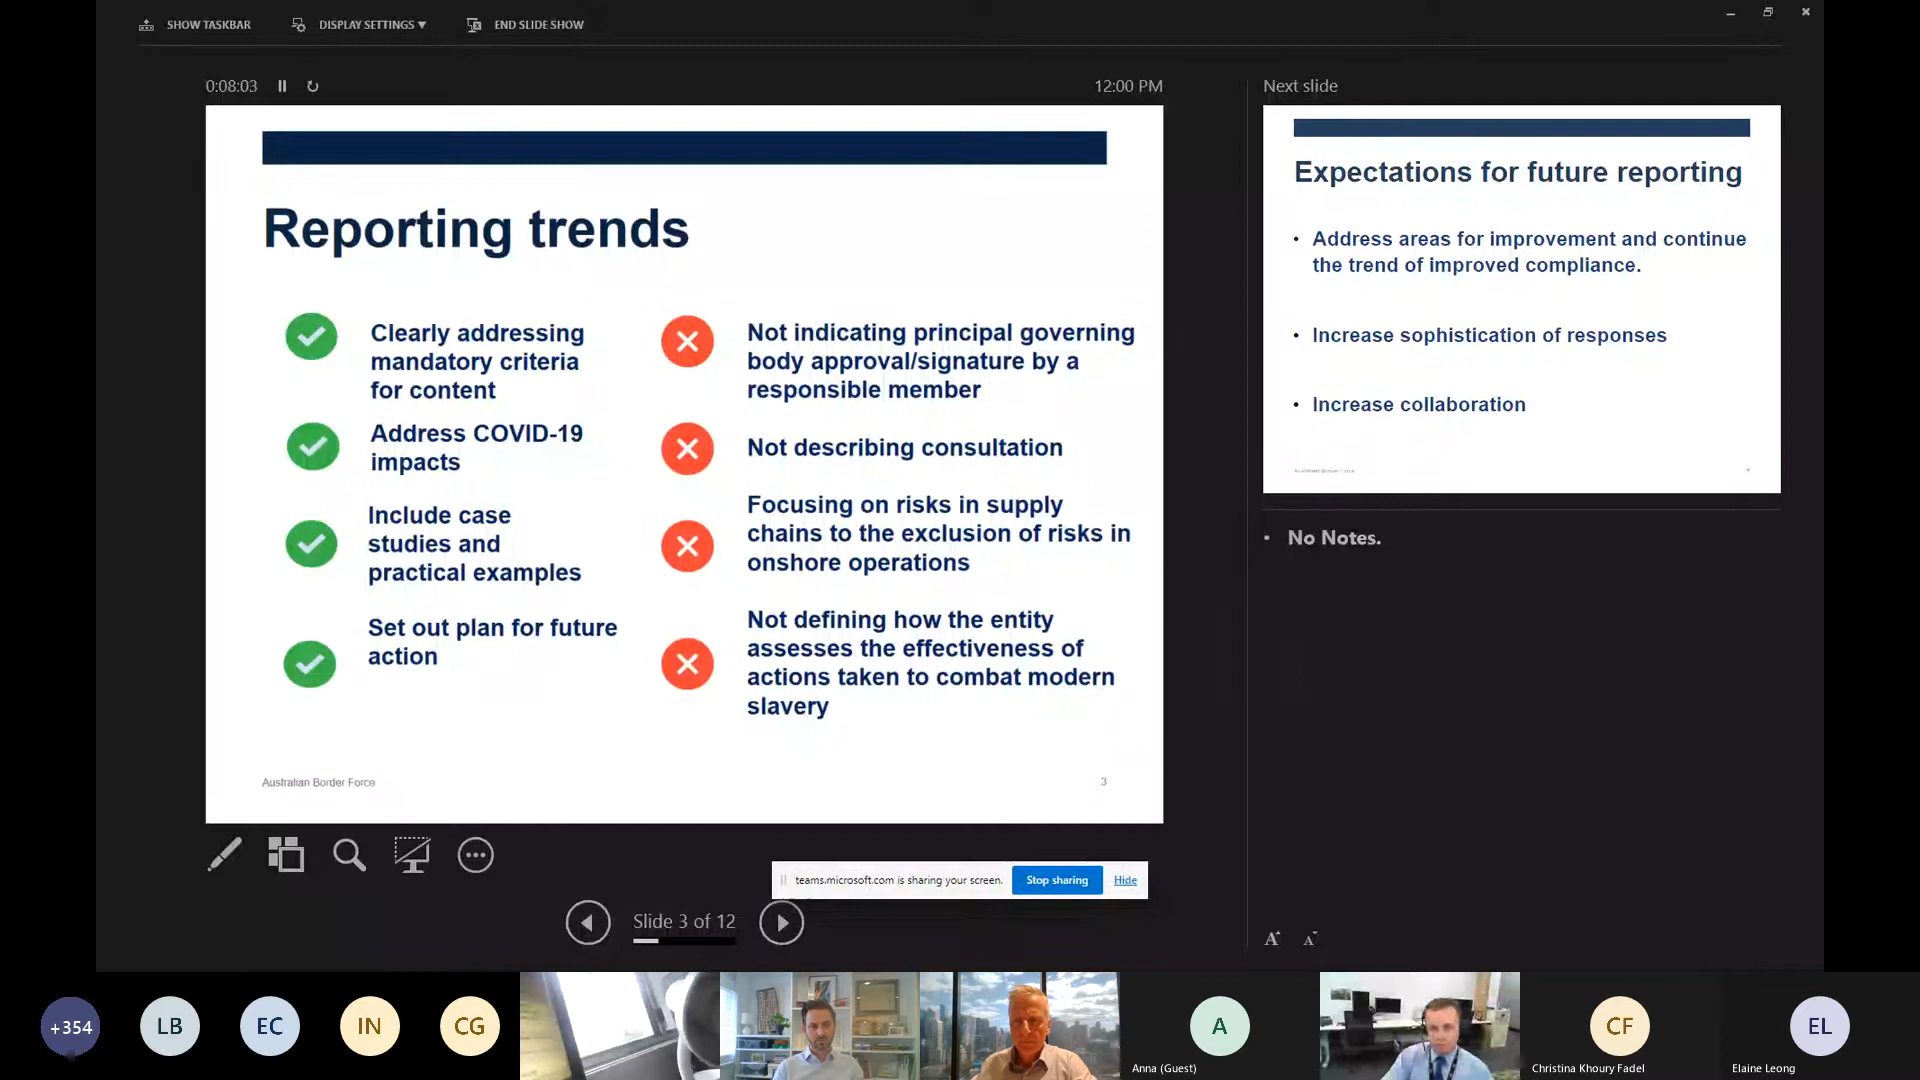 SHOW TASKBAR
DISPLAY SETTINGS ▼
END SLIDE SHOW
0:08:03
12:00 PM
Reporting trends
Clearly addressing
mandatory criteria
for content
Address COVID-19
impacts
Include case
studies and
practical examples
Set out plan for future
action
Not indicating principal governing
body approval/signature by a
responsible member
Not describing consultation
Focusing on risks in supply
chains to the exclusion of risks in
onshore operations
Not defining how the entity
assesses the effectiveness of
actions taken to combat modern
slavery
Australian Border Force
3
Next slide
Expectations for future reporting
• Address areas for improvement and continue
the trend of improved compliance.
• Increase sophistication of responses
• Increase collaboration
Australian Border Force
• No Notes.
teams.microsoft.com is sharing your screen.
Stop sharing
Hide
Slide 3 of 12
A A
+354
LB
EC
IN
CG
A
Anna (Guest)
CF
Christina Khoury Fadel
EL
Elaine Leong